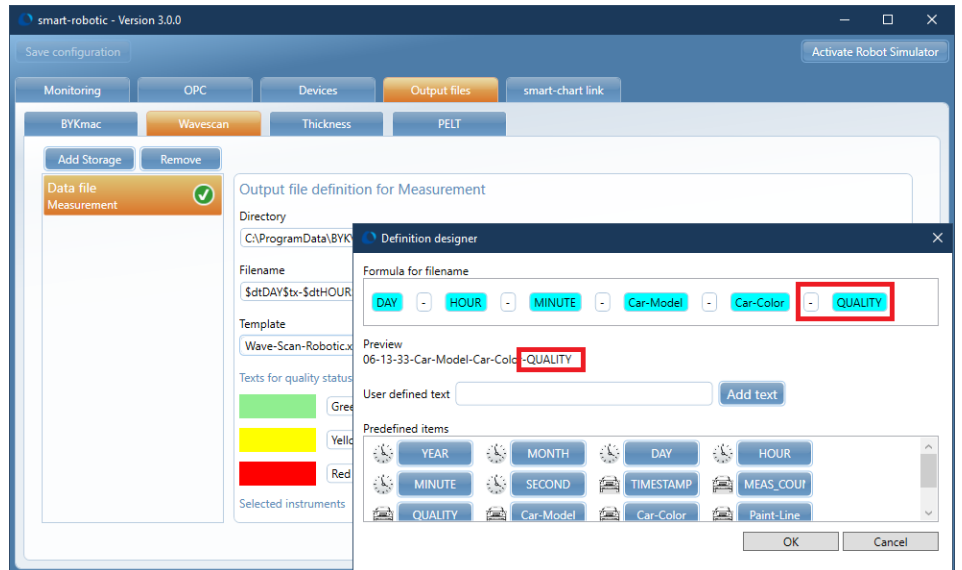 smart-robotic - Version 3.0.0
Save configuration
Activate Robot Simulator
Monitoring OPC Devices Output files smart-chart link
BYKmac Wavescan Thickness PELT
Add Storage Remove
Data file
Measurement
Output file definition for Measurement
Directory
C:\ProgramData\BYK
Filename
$dtDAY$tx-$dtHOUR
Template
Wave-Scan-Robotic.x
Texts for quality status
Gree
Yello
Red
Selected instruments
Definition designer
Formula for filename
DAY - HOUR - MINUTE - Car-Model - Car-Color - QUALITY
Preview
06-13-33-Car-Model-Car-Color-QUALITY
User defined text Add text
Predefined items
YEAR MONTH DAY HOUR
MINUTE SECOND TIMESTAMP MEAS_COU
QUALITY Car-Model Car-Color Paint-Line
OK Cancel